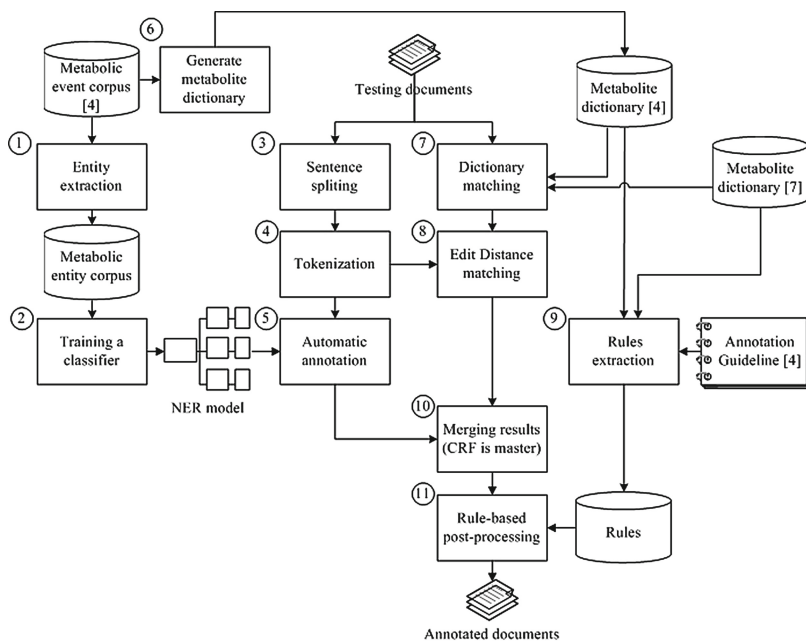 6
Metabolic
event corpus
[4]
Generate
metabolite
dictionary
Testing documents
Metabolite
dictionary [4]
1
Entity
extraction
3
Sentence
spliting
7
Dictionary
matching
Metabolite
dictionary [7]
Metabolic
entity corpus
4
Tokenization
8
Edit Distance
matching
2
Training a
classifier
NER model
5
Automatic
annotation
9
Rules
extraction
Annotation
Guideline [4]
10
Merging results
(CRF is master)
11
Rule-based
post-processing
Rules
Annotated documents